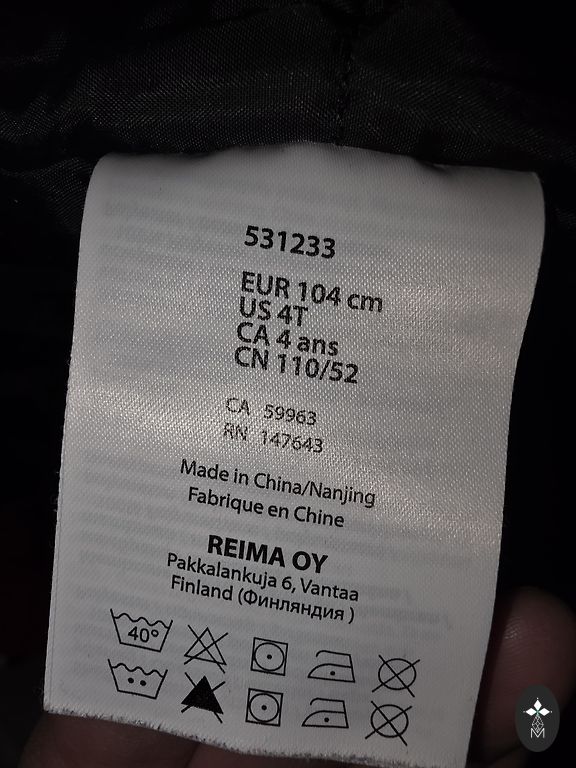 531233
EUR 104 cm
US 4T
CA 4 ans
CN 110/52
CA 59963
RN 147643
Made in China/Nanjing
Fabrique en Chine
REIMA OY
Pakkalankuja 6, Vantaa
Finland (Финляндия )
40°